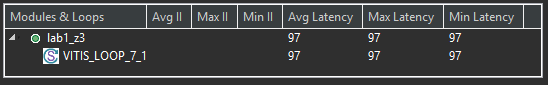 Modules & Loops Avg II Max II Min II Avg Latency Max Latency Min Latency
lab1_z3 97 97 97
VITIS_LOOP_7_1 97 97 97